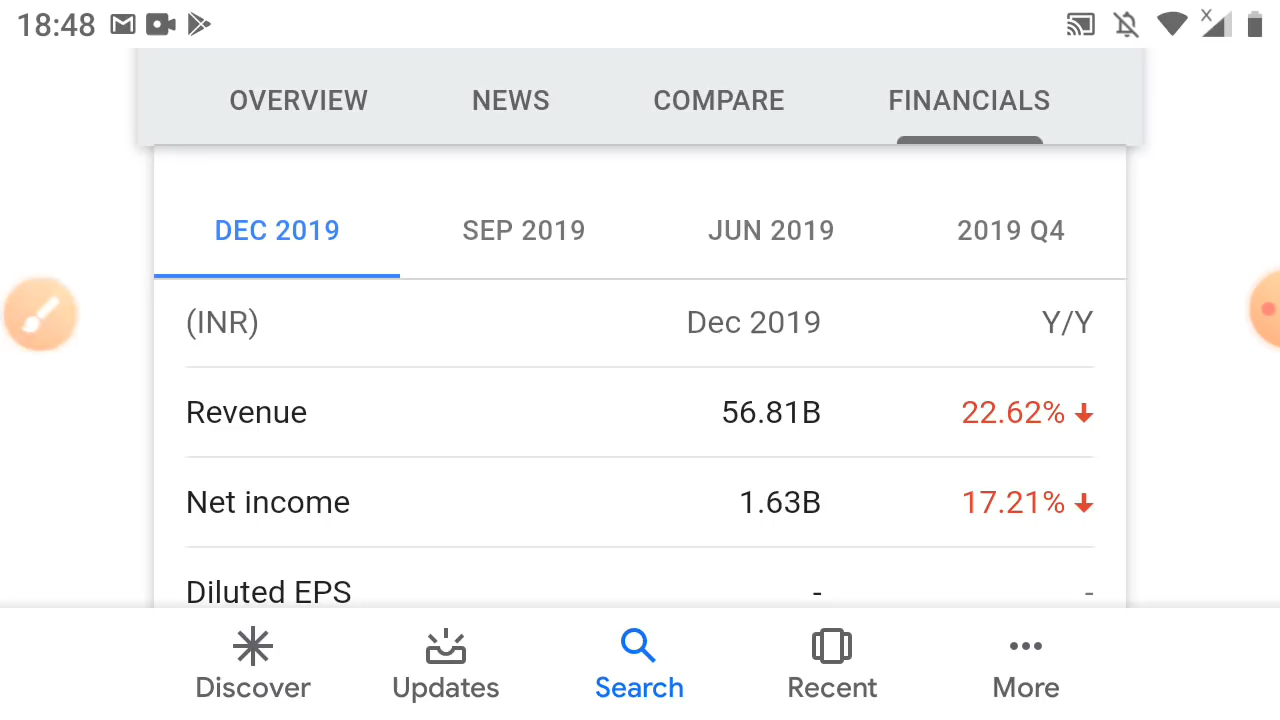 18:48
OVERVIEW NEWS COMPARE FINANCIALS
DEC 2019 SEP 2019 JUN 2019 2019 Q4
(INR) Dec 2019 Y/Y
Revenue 56.81B 22.62%
Net income 1.63B 17.21%
Diluted EPS - -
Discover Updates Search Recent More